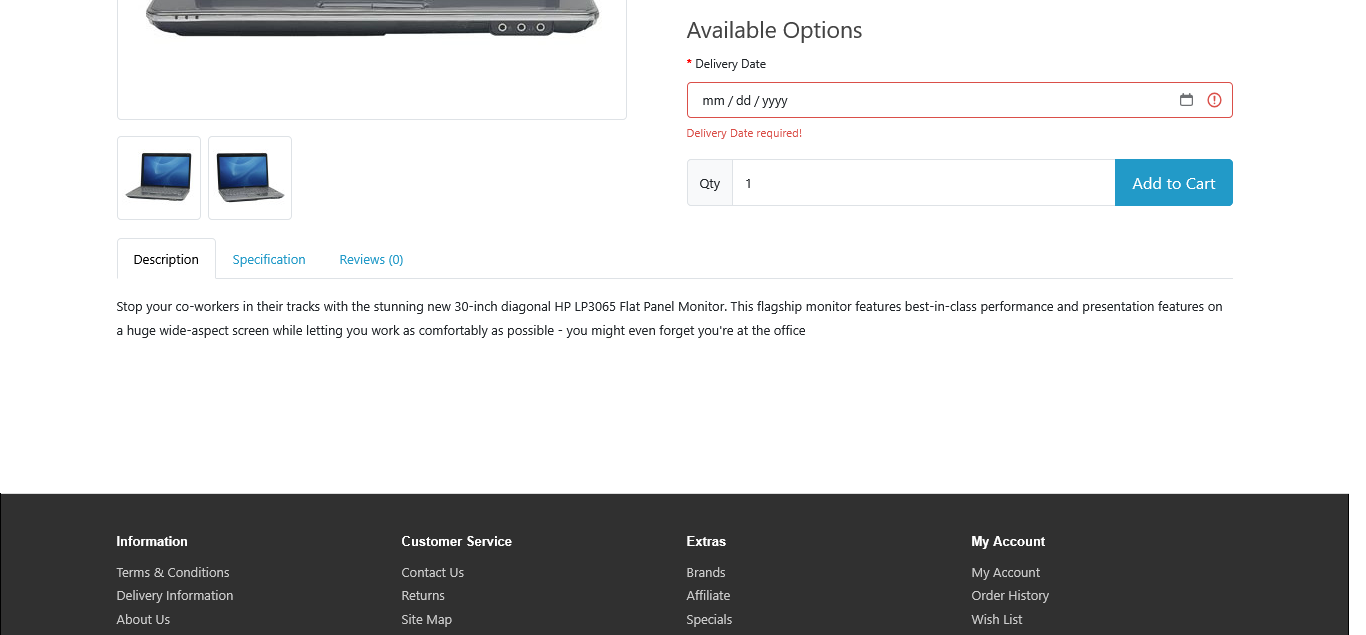 Available Options
* Delivery Date
mm / dd / yyyy
Delivery Date required!
Qty 1 Add to Cart
Description Specification Reviews (0)
Stop your co-workers in their tracks with the stunning new 30-inch diagonal HP LP3065 Flat Panel Monitor. This flagship monitor features best-in-class performance and presentation features on
a huge wide-aspect screen while letting you work as comfortably as possible - you might even forget you're at the office
Information
Terms & Conditions
Delivery Information
About Us
Customer Service
Contact Us
Returns
Site Map
Extras
Brands
Affiliate
Specials
My Account
My Account
Order History
Wish List